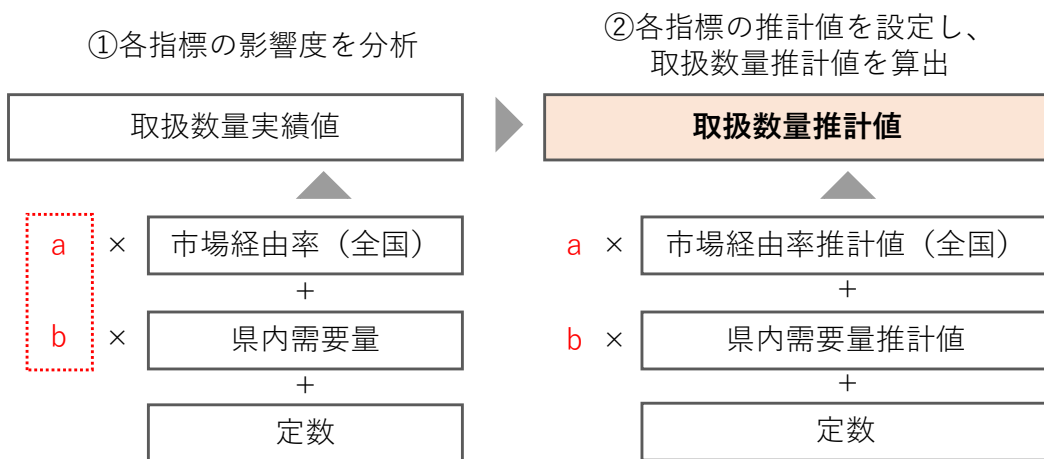 ①各指標の影響度を分析
取扱数量実績値
a × 市場経由率（全国）
+
b × 県内需要量
+
定数
②各指標の推計値を設定し、
取扱数量推計値を算出
取扱数量推計値
a × 市場経由率推計値（全国）
+
b × 県内需要量推計値
+
定数